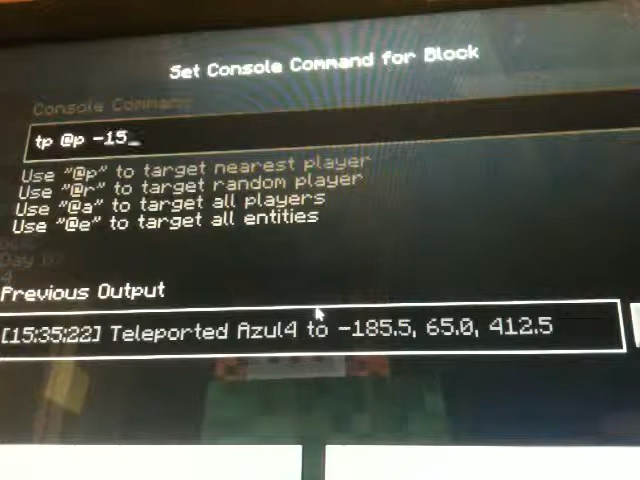 Set Console Command for Block
Console Command
tp @p -15_
Use "@p" to target nearest player
Use "@r" to target random player
Use "@a" to target all players
Use "@e" to target all entities
Previous Output
[15:35:22] Teleported Azul4 to -185.5, 65.0, 412.5